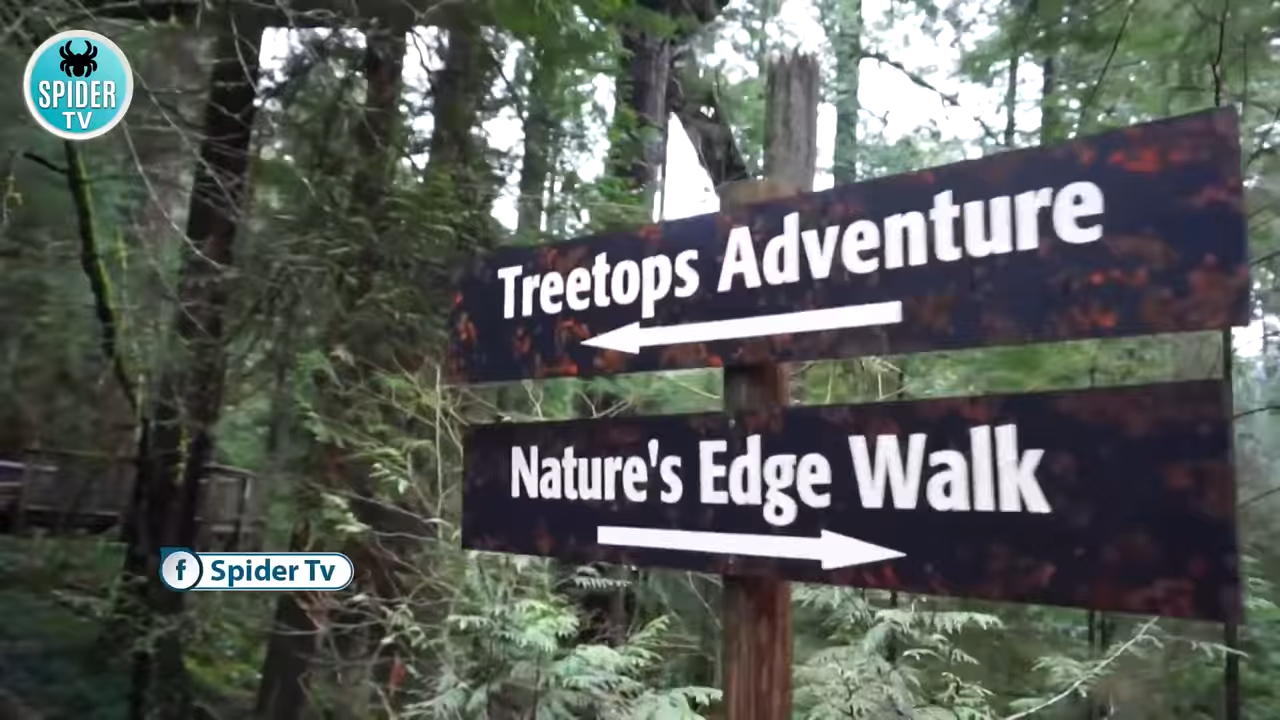 SPIDER
TV
Treetops Adventure
Nature's Edge Walk
f Spider Tv